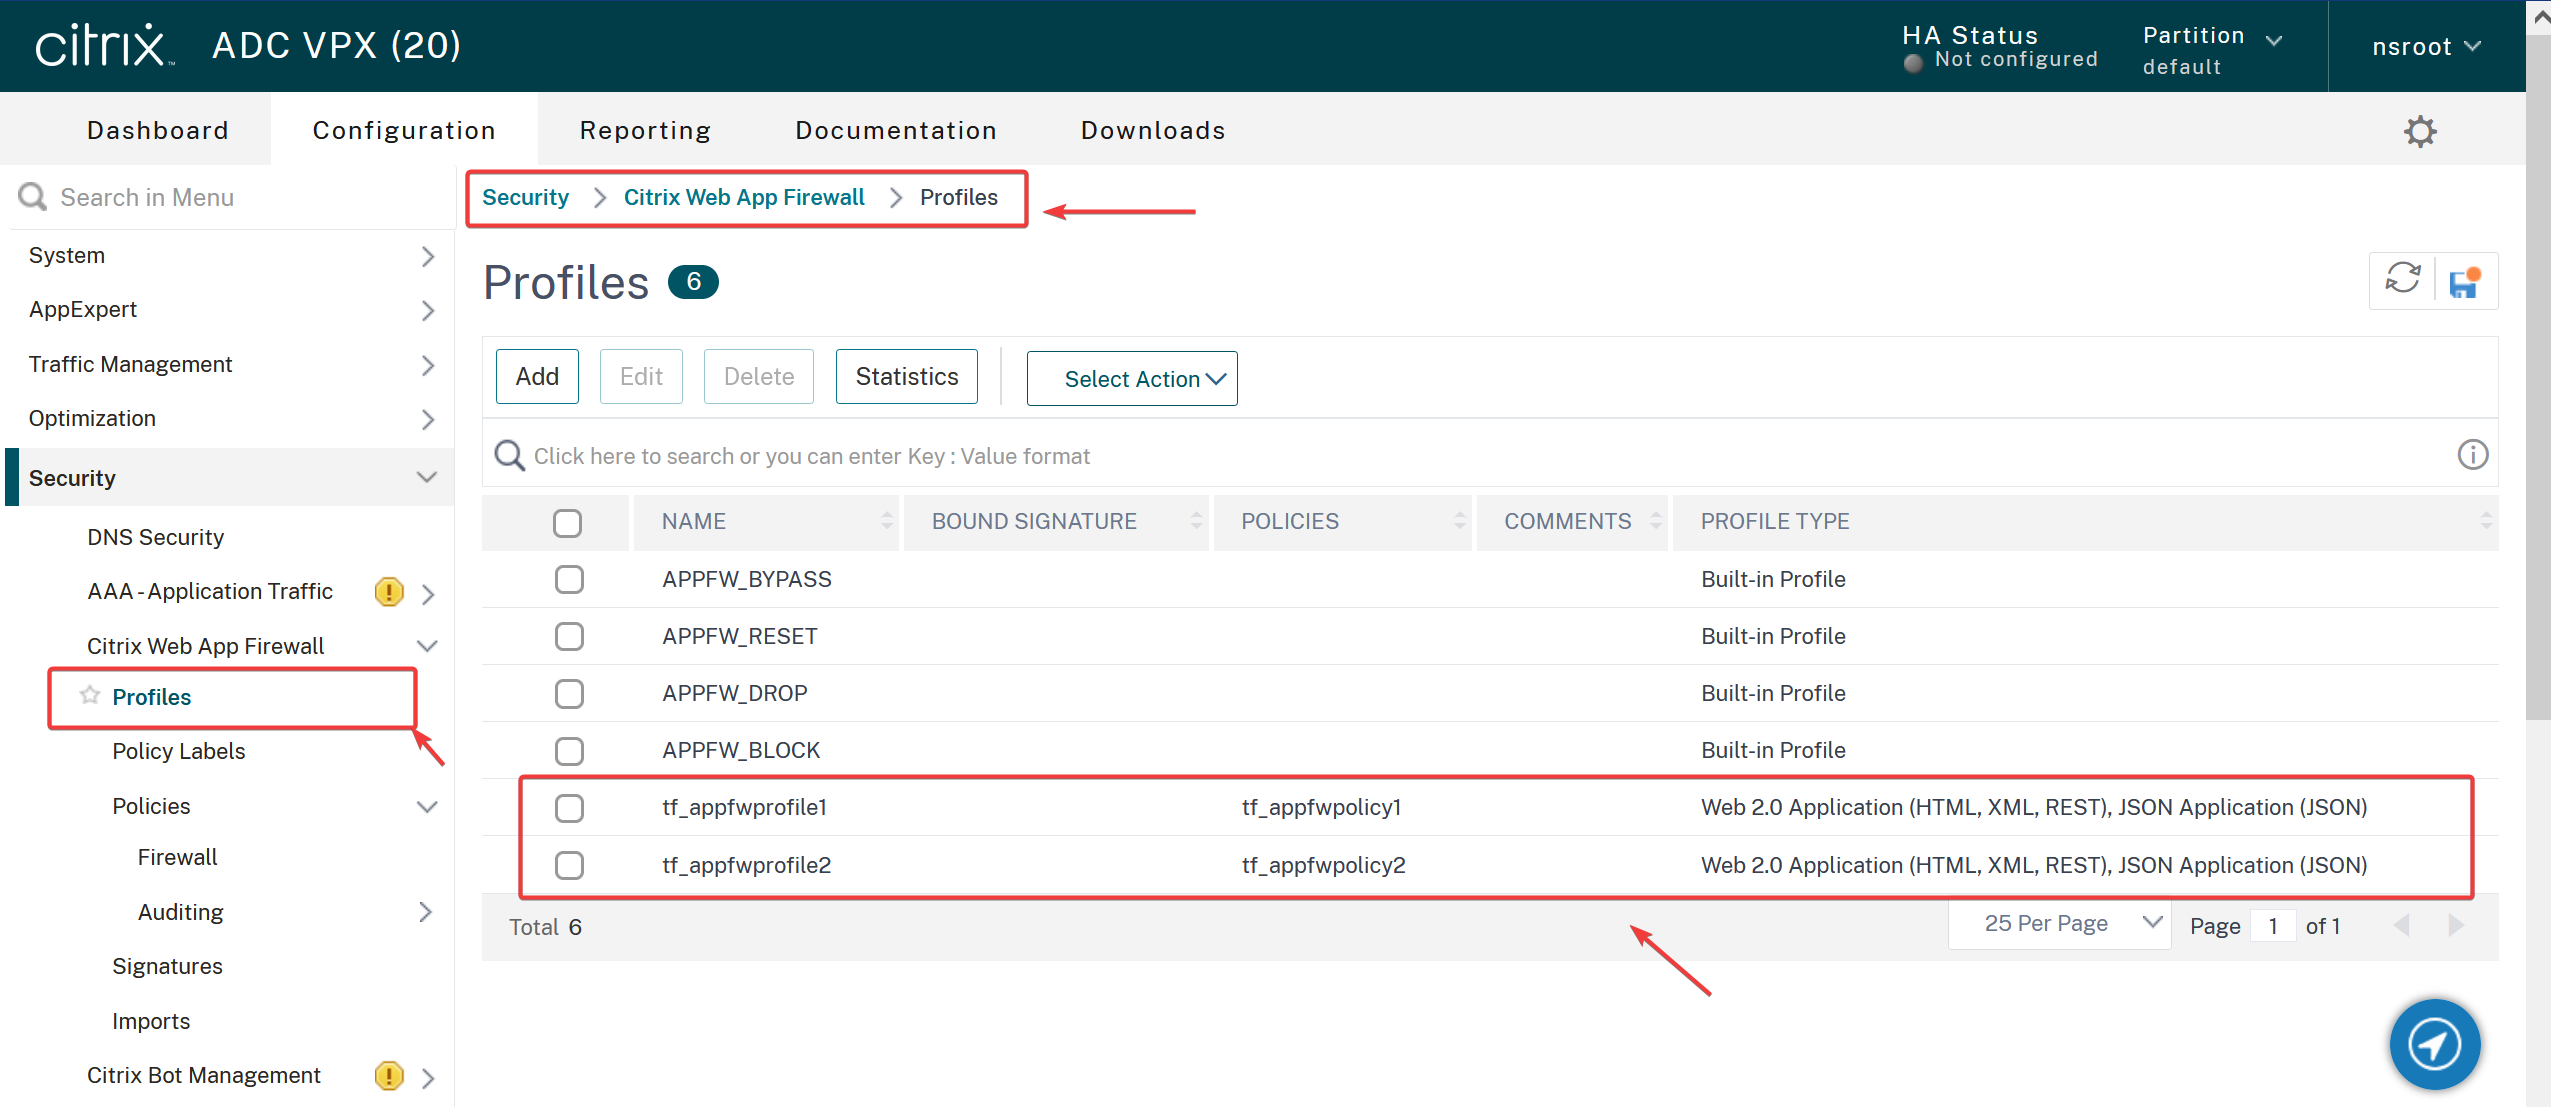 citrix™ ADC VPX (20)
HA Status
Not configured
Partition
default
nsroot
Dashboard Configuration Reporting Documentation Downloads
Search in Menu
System
AppExpert
Traffic Management
Optimization
Security
DNS Security
AAA - Application Traffic
Citrix Web App Firewall
Profiles
Policy Labels
Policies
Firewall
Auditing
Signatures
Imports
Citrix Bot Management
Security > Citrix Web App Firewall > Profiles
Profiles 6
Add Edit Delete Statistics Select Action
Click here to search or you can enter Key : Value format
NAME BOUND SIGNATURE POLICIES COMMENTS PROFILE TYPE
APPFW_BYPASS Built-in Profile
APPFW_RESET Built-in Profile
APPFW_DROP Built-in Profile
APPFW_BLOCK Built-in Profile
tf_appfwprofile1 tf_appfwpolicy1 Web 2.0 Application (HTML, XML, REST), JSON Application (JSON)
tf_appfwprofile2 tf_appfwpolicy2 Web 2.0 Application (HTML, XML, REST), JSON Application (JSON)
Total 6 25 Per Page Page 1 of 1